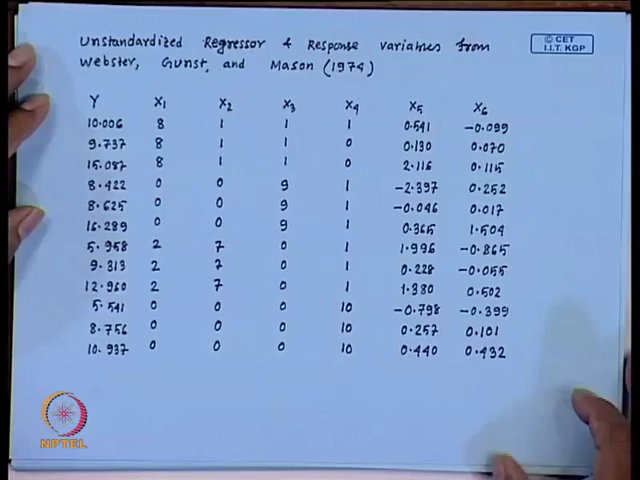 Unstandardized Regressor & Response variables from
Webster, Gunst, and Mason (1974)
© CET
I.I.T. KGP
Y X1 X2 X3 X4 X5 X6
10.006 8 1 1 1 0.541 -0.099
9.737 8 1 1 0 0.130 0.070
15.087 8 1 1 0 2.116 0.115
8.422 0 0 9 1 -2.397 0.252
8.625 0 0 9 1 -0.046 0.017
16.289 0 0 9 1 0.365 1.504
5.958 2 7 0 1 1.996 -0.865
9.313 2 7 0 1 0.228 -0.055
12.960 2 7 0 1 1.380 0.502
5.541 0 0 0 10 -0.798 -0.399
8.756 0 0 0 10 0.257 0.101
10.937 0 0 0 10 0.440 0.432
NPTEL